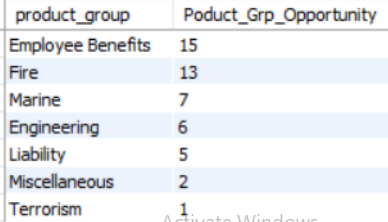 product_group Poduct_Grp_Opportunity
Employee Benefits 15
Fire 13
Marine 7
Engineering 6
Liability 5
Miscellaneous 2
Terrorism 1
Activate Windows